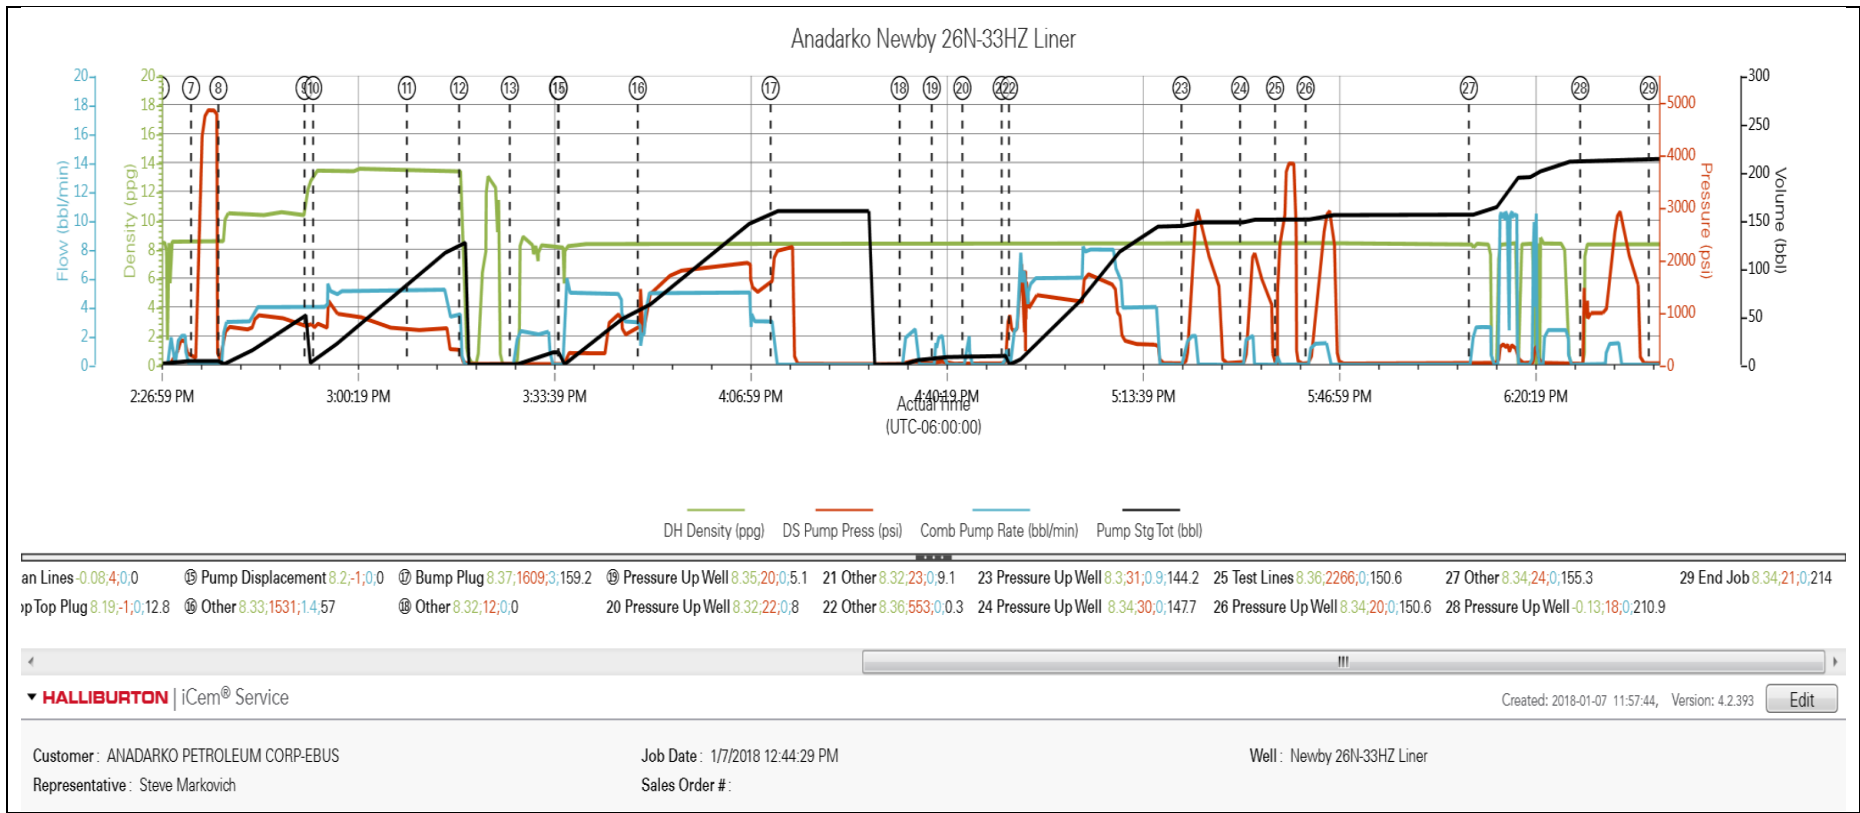 Anadarko Newby 26N-33HZ Liner
20 20 7 8 10 11 12 13 15 16 17 18 19 20 22 23 24 25 26 27 28 29 300
18 18 5000
16 16 250
14 14 4000 200
12 12
10 10 3000 150
8 8
6 6 2000 100
4 4 1000 50
2 2
0 0 0 0
Flow (bbl/min)
Density (ppg)
Pressure (psi)
Volume (bbl)
2:26:59 PM 3:00:19 PM 3:33:39 PM 4:06:59 PM 4:40:19 PM 5:13:39 PM 5:46:59 PM 6:20:19 PM
Actual Time
(UTC-06:00:00)
DH Density (ppg) DS Pump Press (psi) Comb Pump Rate (bbl/min) Pump Stg Tot (bbl)
an Lines -0.08;4;0;0 ⑮ Pump Displacement 8.2;-1;0;0 ⑰ Bump Plug 8.37;1609;3;159.2 ⑲ Pressure Up Well 8.35;20;0;5.1 21 Other 8.32;23;0;9.1 23 Pressure Up Well 8.3;31;0.9;144.2 25 Test Lines 8.36;2266;0;150.6 27 Other 8.34;24;0;155.3 29 End Job 8.34;21;0;214
op Top Plug 8.19;-1;0;12.8 ⑯ Other 8.33;1531;1.4;57 ⑱ Other 8.32;12;0;0 20 Pressure Up Well 8.32;22;0;8 22 Other 8.36;553;0;0.3 24 Pressure Up Well 8.34;30;0;147.7 26 Pressure Up Well 8.34;20;0;150.6 28 Pressure Up Well -0.13;18;0;210.9
HALLIBURTON | iCem® Service Created: 2018-01-07 11:57:44, Version: 4.2.393 Edit
Customer : ANADARKO PETROLEUM CORP-EBUS Job Date : 1/7/2018 12:44:29 PM Well : Newby 26N-33HZ Liner
Representative : Steve Markovich Sales Order # :